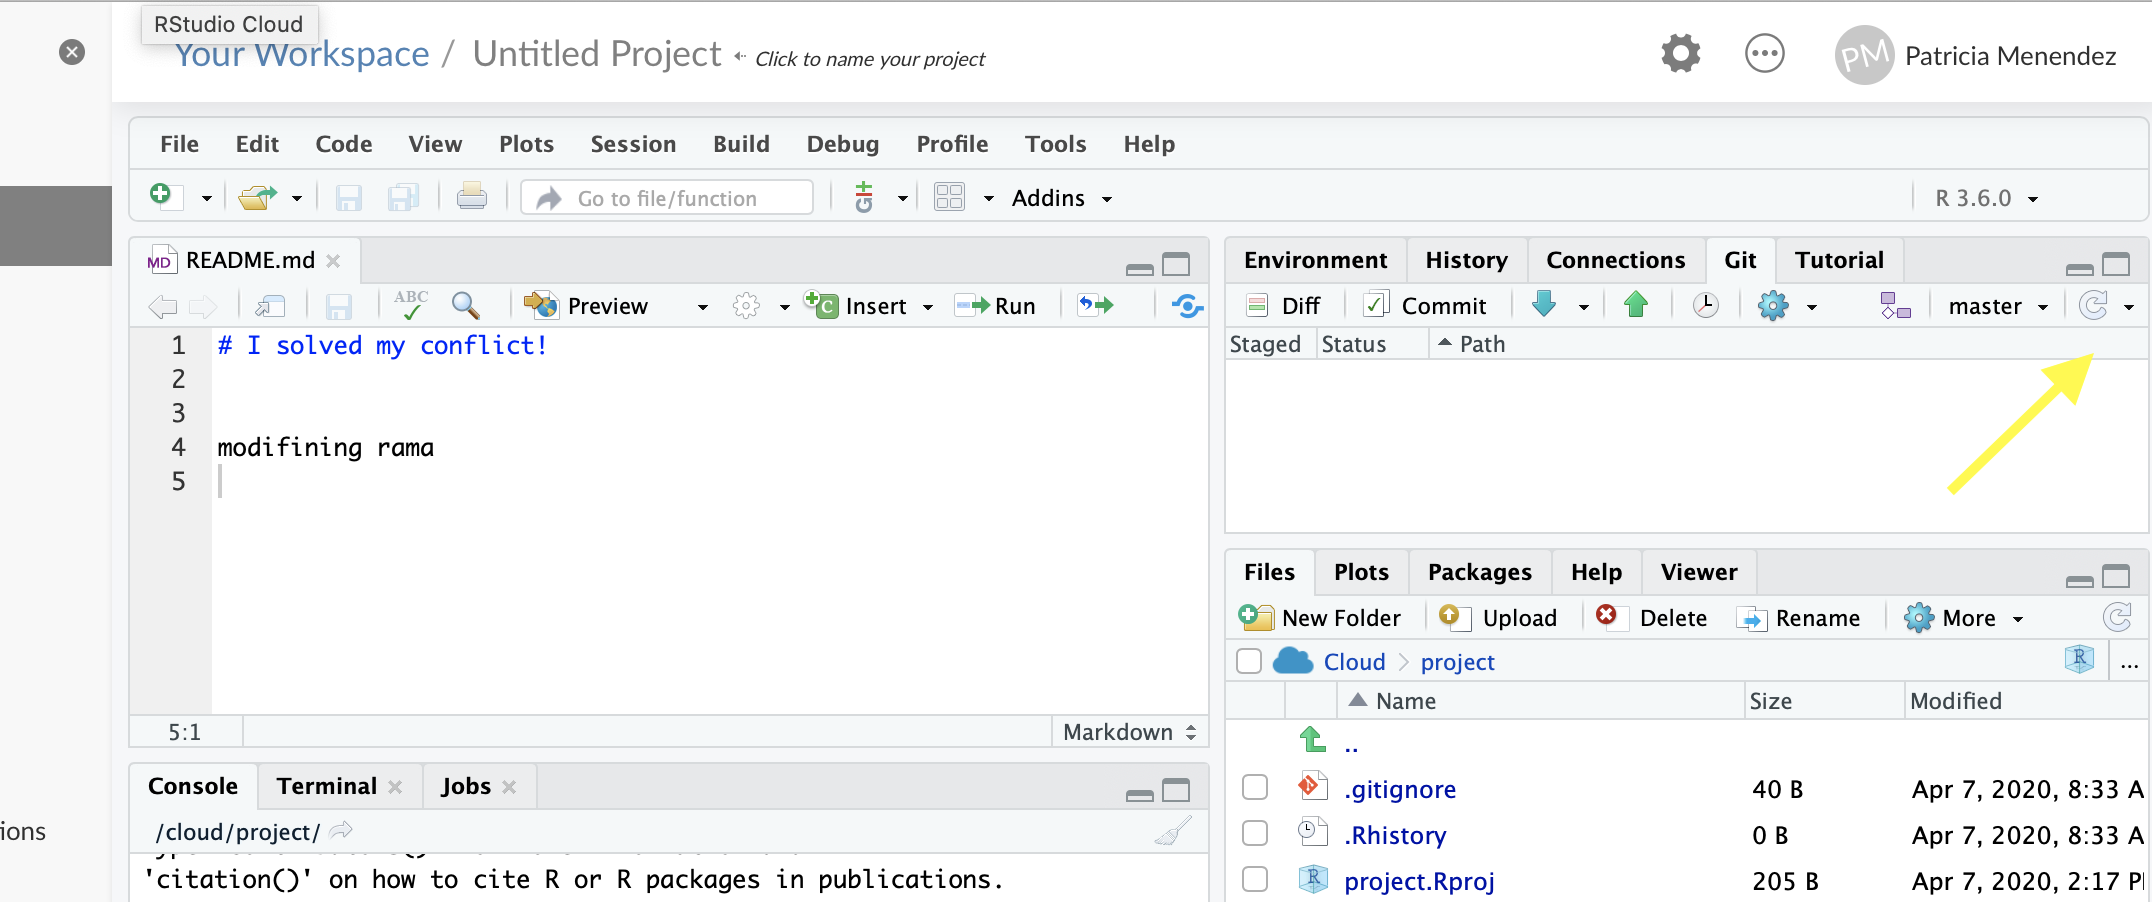 RStudio Cloud
Your Workspace / Untitled Project Click to name your project
PM Patricia Menendez
File Edit Code View Plots Session Build Debug Profile Tools Help
Go to file/function Addins R 3.6.0
MD README.md
ABC Preview Insert Run
1 # I solved my conflict!
2
3
4 modifining rama
5
5:1 Markdown
Console Terminal Jobs
/cloud/project/
'citation()' on how to cite R or R packages in publications.
Environment History Connections Git Tutorial
Diff Commit master
Staged Status Path
Files Plots Packages Help Viewer
New Folder Upload Delete Rename More
Cloud project R ...
Name Size Modified
..
.gitignore 40 B Apr 7, 2020, 8:33 A
.Rhistory 0 B Apr 7, 2020, 8:33 A
project.Rproj 205 B Apr 7, 2020, 2:17 P
ions